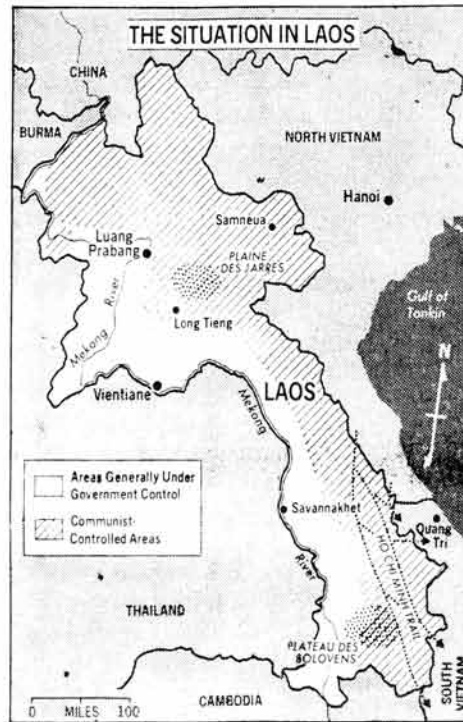 THE SITUATION IN LAOS
CHINA
BURMA
NORTH VIETNAM
Hanoi
Samneua
Luang
Prabang
PLAINE
DES JARRES
Gulf of
Tonkin
River
Mekong
Long Tieng
N
Vientiane
LAOS
Mekong
Areas Generally Under
Government Control
Communist-
Controlled Areas
Savannakhet
Quang
Tri
HO CHI MINH TRAIL
River
THAILAND
PLATEAU DES
BOLOVENS
SOUTH
VIETNAM
CAMBODIA
0 MILES 100